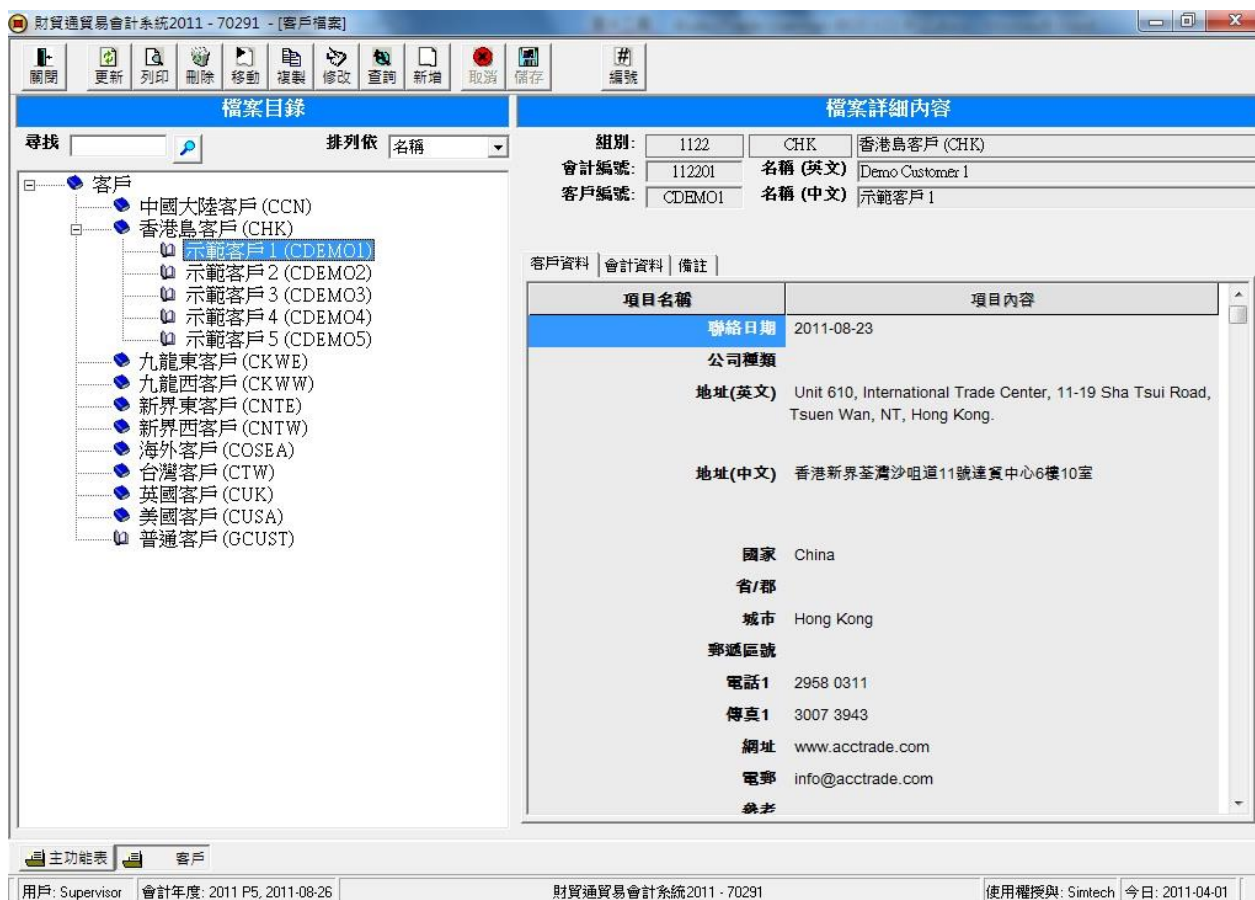 財貿通貿易會計系統2011 - 70291 - [客戶檔案]
關閉 更新 列印 刪除 移動 複製 修改 查詢 新增 取消 儲存 編號
檔案目錄
尋找 排列依 名稱
客戶
中國大陸客戶 (CCN)
香港島客戶 (CHK)
示範客戶 1 (CDEMO1)
示範客戶 2 (CDEMO2)
示範客戶 3 (CDEMO3)
示範客戶 4 (CDEMO4)
示範客戶 5 (CDEMO5)
九龍東客戶 (CKWE)
九龍西客戶 (CKWW)
新界東客戶 (CNTE)
新界西客戶 (CNTW)
海外客戶 (COSEA)
台灣客戶 (CTW)
英國客戶 (CUK)
美國客戶 (CUSA)
普通客戶 (GCUST)
檔案詳細內容
組別: 1122 CHK 香港島客戶 (CHK)
會計編號: 112201 名稱 (英文) Demo Customer 1
客戶編號: CDEMO1 名稱 (中文) 示範客戶 1
客戶資料 會計資料 備註
項目名稱 項目內容
聯絡日期 2011-08-23
公司種類
地址(英文) Unit 610, International Trade Center, 11-19 Sha Tsui Road,
Tsuen Wan, NT, Hong Kong.
地址(中文) 香港新界荃灣沙咀道11號達貿中心6樓10室
國家 China
省/郡
城市 Hong Kong
郵遞區號
電話1 2958 0311
傳真1 3007 3943
網址 www.acctrade.com
電郵 info@acctrade.com
參考
主功能表 客戶
用戶: Supervisor 會計年度: 2011 P5, 2011-08-26 財貿通貿易會計系統2011 - 70291 使用權授與: Simtech 今日: 2011-04-01